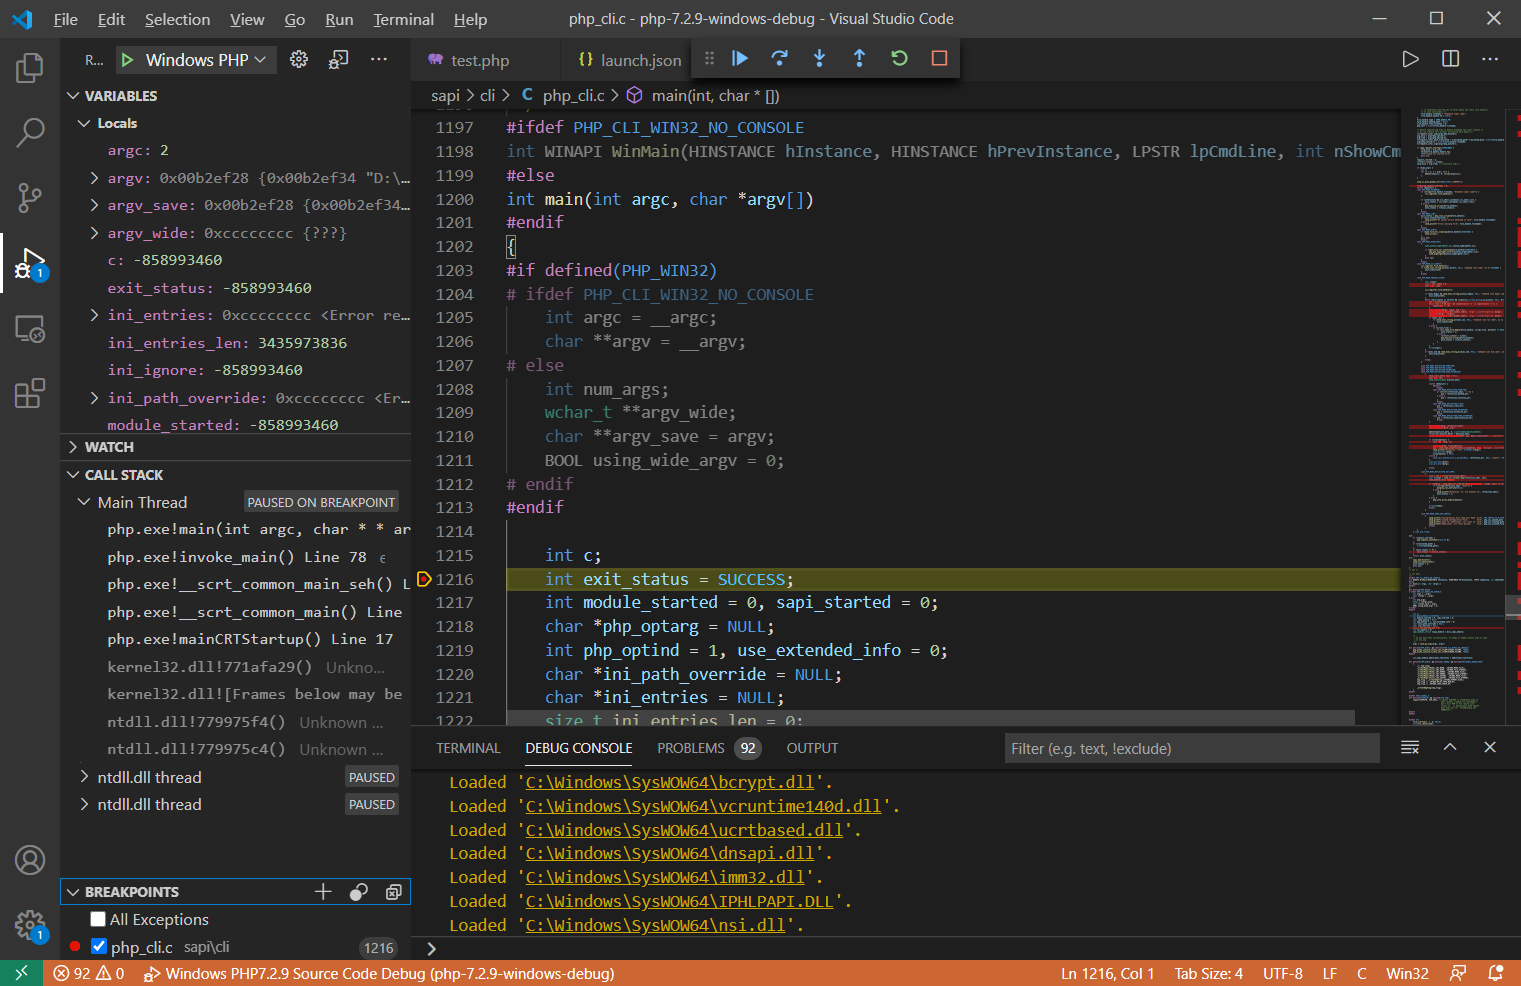 File Edit Selection View Go Run Terminal Help
php_cli.c - php-7.2.9-windows-debug - Visual Studio Code
R... Windows PHP
VARIABLES
Locals
argc: 2
argv: 0x00b2ef28 {0x00b2ef34 "D:\...
argv_save: 0x00b2ef28 {0x00b2ef34...
argv_wide: 0xcccccccc {???}
c: -858993460
exit_status: -858993460
ini_entries: 0xcccccccc <Error re...
ini_entries_len: 3435973836
ini_ignore: -858993460
ini_path_override: 0xcccccccc <Er...
module_started: -858993460
WATCH
CALL STACK
Main Thread PAUSED ON BREAKPOINT
php.exe!main(int argc, char * * ar
php.exe!invoke_main() Line 78
php.exe!__scrt_common_main_seh() L
php.exe!__scrt_common_main() Line
php.exe!mainCRTStartup() Line 17
kernel32.dll!771afa29() Unkno...
kernel32.dll![Frames below may be
ntdll.dll!779975f4() Unknown ...
ntdll.dll!779975c4() Unknown ...
ntdll.dll thread PAUSED
ntdll.dll thread PAUSED
BREAKPOINTS
All Exceptions
php_cli.c sapi\cli 1216
1
1
test.php
{} launch.json
sapi > cli > C php_cli.c > main(int, char * [])
1197 #ifdef PHP_CLI_WIN32_NO_CONSOLE
1198 int WINAPI WinMain(HINSTANCE hInstance, HINSTANCE hPrevInstance, LPSTR lpCmdLine, int nShowCm
1199 #else
1200 int main(int argc, char *argv[])
1201 #endif
1202 {
1203 #if defined(PHP_WIN32)
1204 # ifdef PHP_CLI_WIN32_NO_CONSOLE
1205 int argc = __argc;
1206 char **argv = __argv;
1207 # else
1208 int num_args;
1209 wchar_t **argv_wide;
1210 char **argv_save = argv;
1211 BOOL using_wide_argv = 0;
1212 # endif
1213 #endif
1214
1215 int c;
1216 int exit_status = SUCCESS;
1217 int module_started = 0, sapi_started = 0;
1218 char *php_optarg = NULL;
1219 int php_optind = 1, use_extended_info = 0;
1220 char *ini_path_override = NULL;
1221 char *ini_entries = NULL;
1222 size_t ini_entries_len = 0;
TERMINAL DEBUG CONSOLE PROBLEMS 92 OUTPUT Filter (e.g. text, !exclude)
Loaded 'C:\Windows\SysWOW64\bcrypt.dll'.
Loaded 'C:\Windows\SysWOW64\vcruntime140d.dll'.
Loaded 'C:\Windows\SysWOW64\ucrtbased.dll'.
Loaded 'C:\Windows\SysWOW64\dnsapi.dll'.
Loaded 'C:\Windows\SysWOW64\imm32.dll'.
Loaded 'C:\Windows\SysWOW64\IPHLPAPI.DLL'.
Loaded 'C:\Windows\SysWOW64\nsi.dll'.
92 0 Windows PHP7.2.9 Source Code Debug (php-7.2.9-windows-debug) Ln 1216, Col 1 Tab Size: 4 UTF-8 LF C Win32